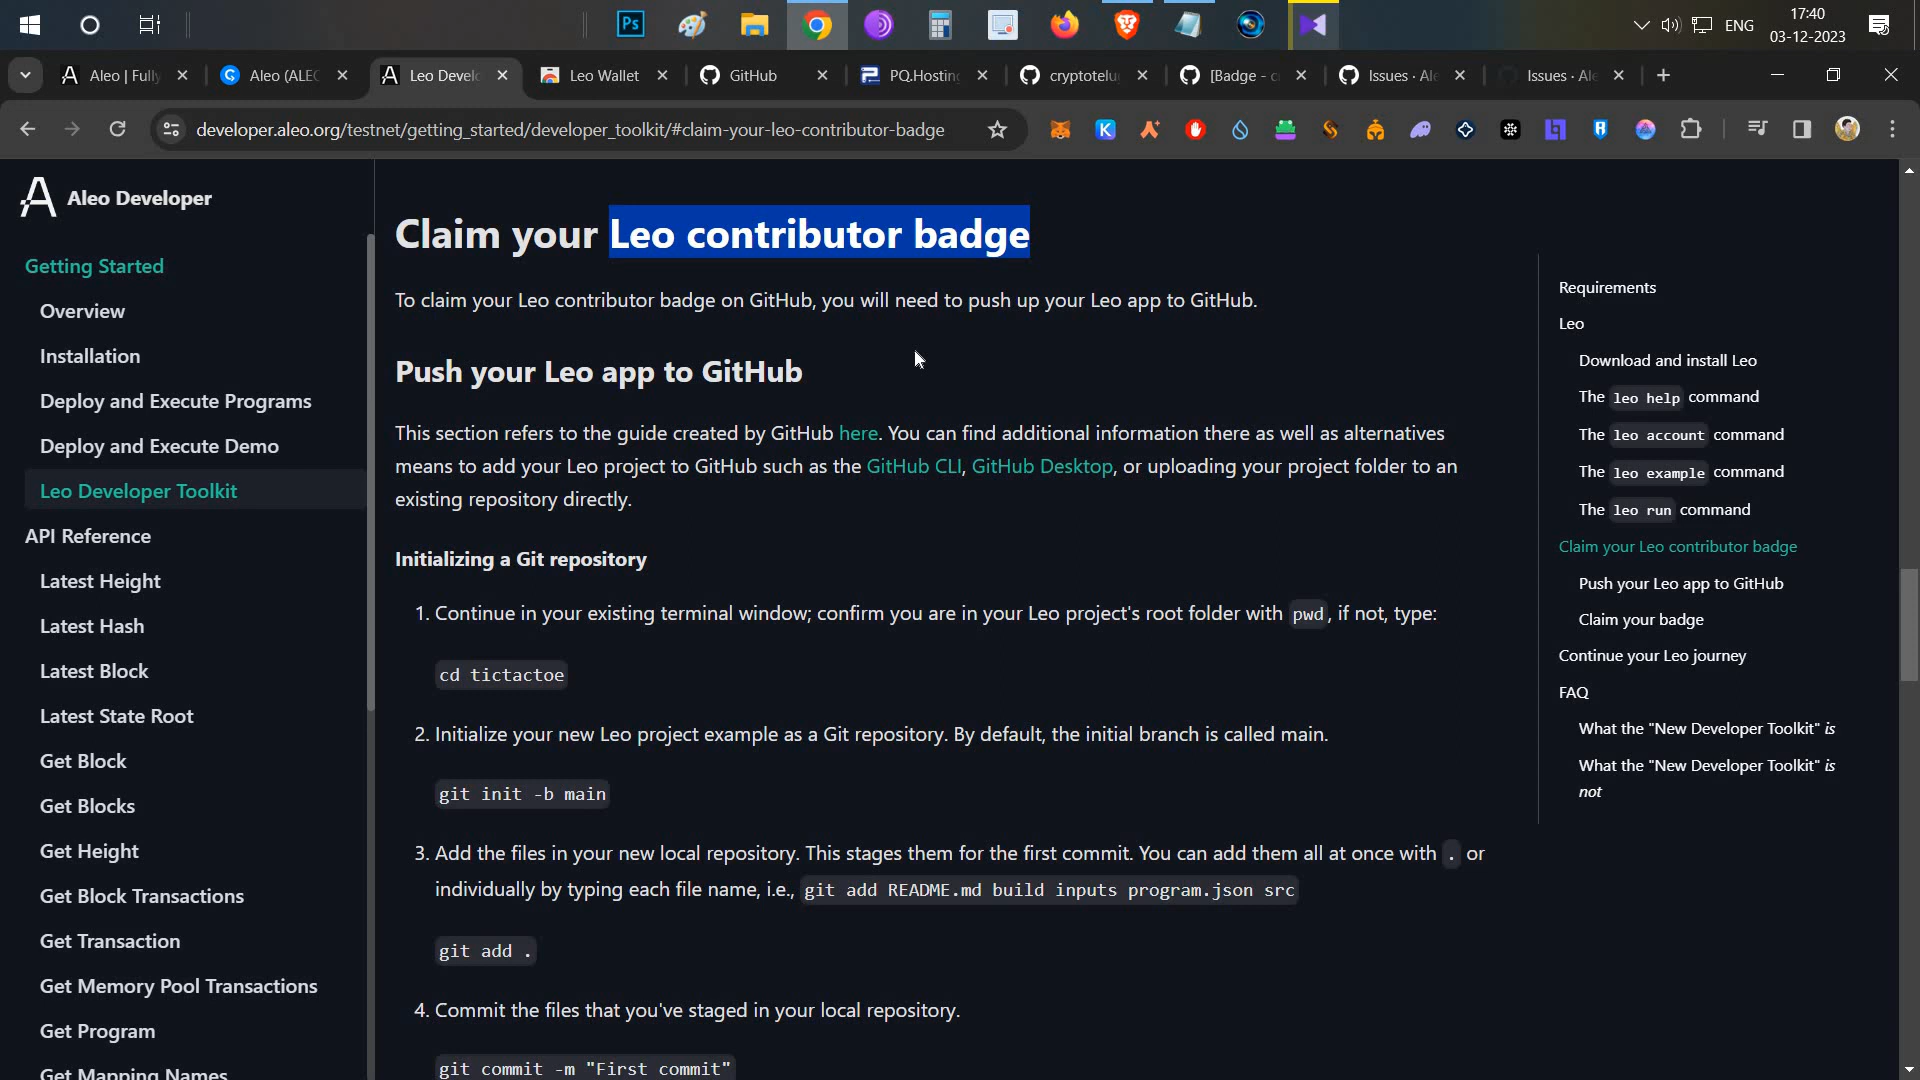 Ps
ENG
17:40
03-12-2023
Aleo | Fully
Aleo (ALEO
Leo Develo
Leo Wallet
GitHub
PQ.Hosting
cryptotelu
[Badge - c
Issues · Ale
Issues · Ale
developer.aleo.org/testnet/getting_started/developer_toolkit/#claim-your-leo-contributor-badge
Aleo Developer
Getting Started
Overview
Installation
Deploy and Execute Programs
Deploy and Execute Demo
Leo Developer Toolkit
API Reference
Latest Height
Latest Hash
Latest Block
Latest State Root
Get Block
Get Blocks
Get Height
Get Block Transactions
Get Transaction
Get Memory Pool Transactions
Get Program
Get Mapping Names
Claim your Leo contributor badge
To claim your Leo contributor badge on GitHub, you will need to push up your Leo app to GitHub.
Push your Leo app to GitHub
This section refers to the guide created by GitHub here. You can find additional information there as well as alternatives
means to add your Leo project to GitHub such as the GitHub CLI, GitHub Desktop, or uploading your project folder to an
existing repository directly.
Initializing a Git repository
1. Continue in your existing terminal window; confirm you are in your Leo project's root folder with pwd, if not, type:
cd tictactoe
2. Initialize your new Leo project example as a Git repository. By default, the initial branch is called main.
git init -b main
3. Add the files in your new local repository. This stages them for the first commit. You can add them all at once with . or
individually by typing each file name, i.e., git add README.md build inputs program.json src
git add .
4. Commit the files that you've staged in your local repository.
git commit -m "First commit"
Requirements
Leo
Download and install Leo
The leo help command
The leo account command
The leo example command
The leo run command
Claim your Leo contributor badge
Push your Leo app to GitHub
Claim your badge
Continue your Leo journey
FAQ
What the "New Developer Toolkit" is
What the "New Developer Toolkit" is
not